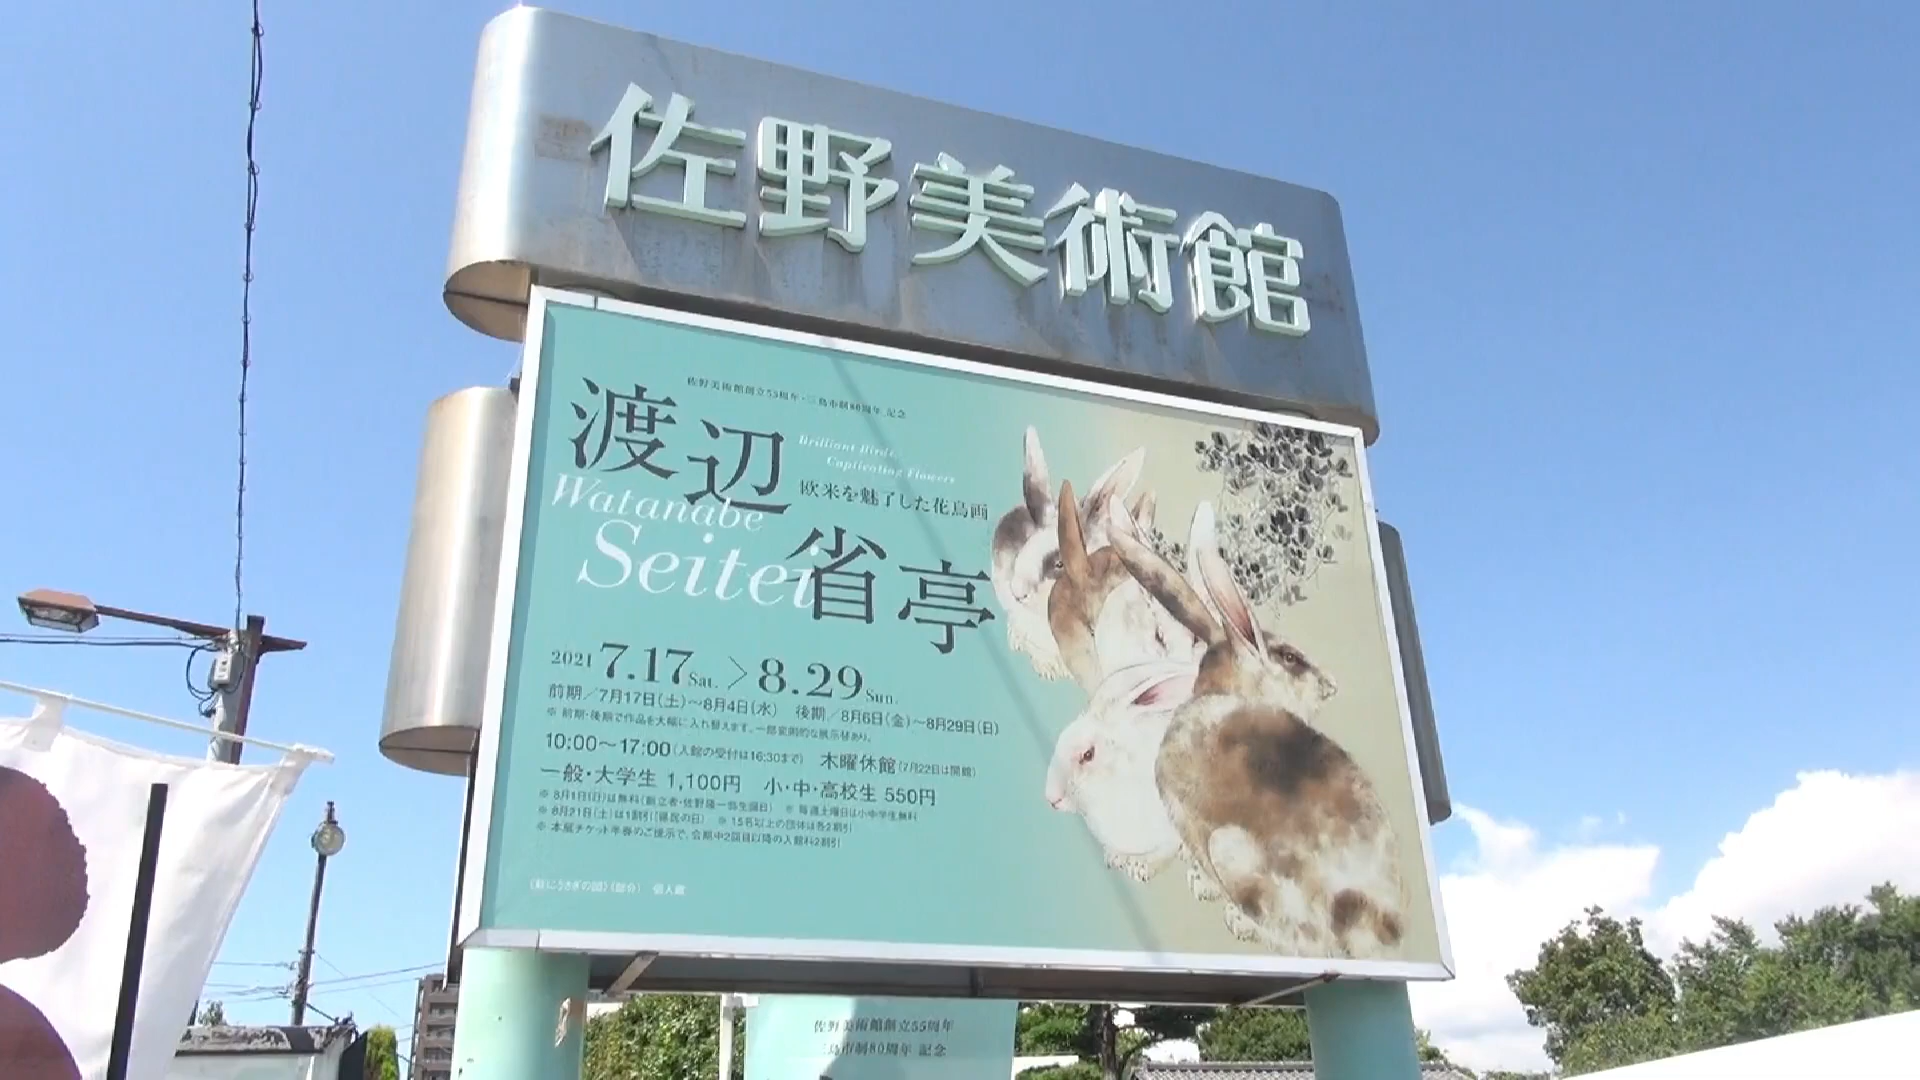 佐野美術館
佐野美術館創立55周年・三島市制80周年 記念
渡辺
省亭
Watanabe
Seitei
Brilliant Birds,
Captivating Flowers
欧米を魅了した花鳥画
2021 7.17 Sat. > 8.29 Sun.
前期／7月17日(土)〜8月4日(水) 後期／8月6日(金)〜8月29日(日)
※ 前期・後期で作品を大幅に入れ替えます。一部変則的な展示替あり。
10:00〜17:00(入館の受付は16:30まで) 木曜休館(7月22日は開館)
一般・大学生 1,100円 小・中・高校生 550円
※ 8月1日(日)は無料(創立者・佐野隆一翁生誕日) ※ 毎週土曜日は小中学生無料
※ 8月21日(土)は1割引(県民の日) ※ 15名以上の団体は各2割引
※ 本展チケット半券のご提示で、会期中2回目以降の入館料2割引
個人蔵
佐野美術館創立55周年
三島市制80周年 記念